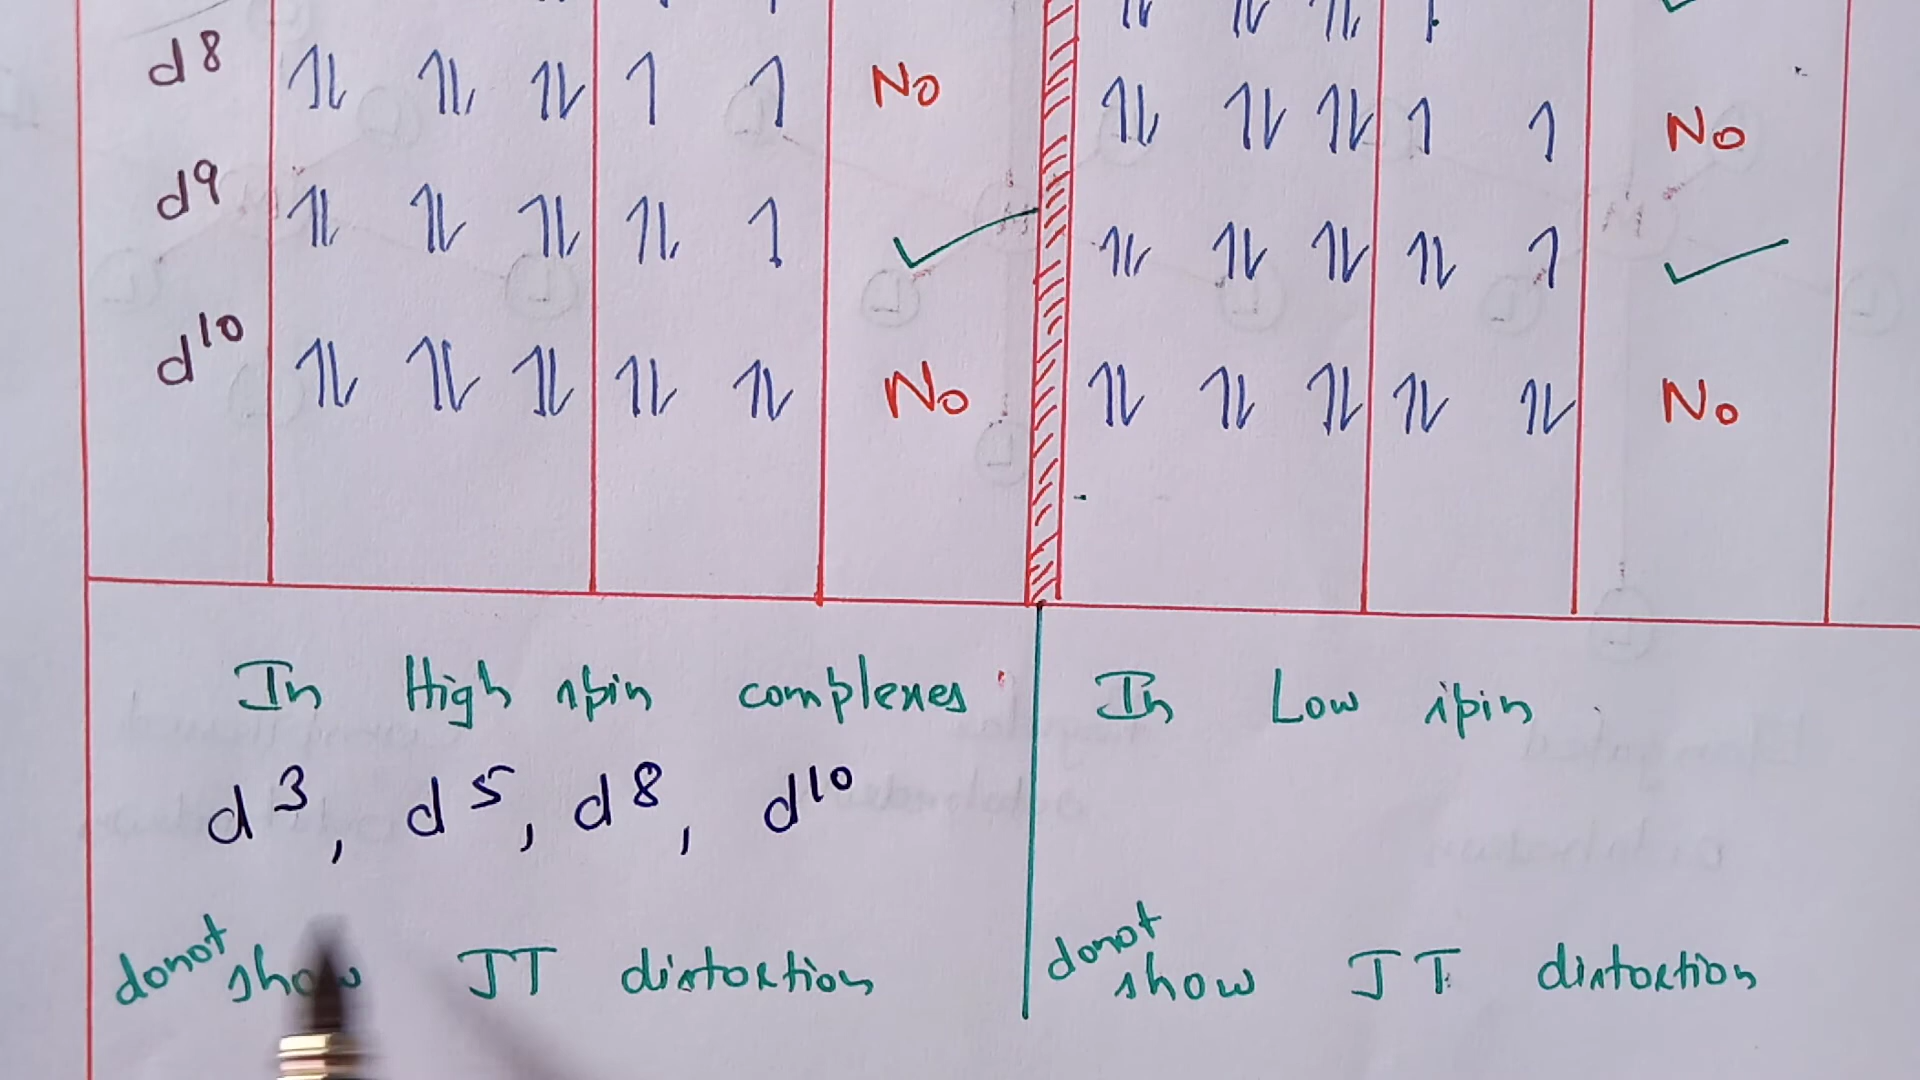 d8 ⥮ ⥮ ⥮ ↿ ↿ No ⥮ ⥮ ⥮ ↿ ↿ No
d9 ⥮ ⥮ ⥮ ⥮ ↿ ✓ ⥮ ⥮ ⥮ ⥮ ↿ ✓
d10 ⥮ ⥮ ⥮ ⥮ ⥮ No ⥮ ⥮ ⥮ ⥮ ⥮ No
In High spin complexes
d3, d5, d8, d10
donot
show JT distortion
In Low spin
donot
show JT distortion